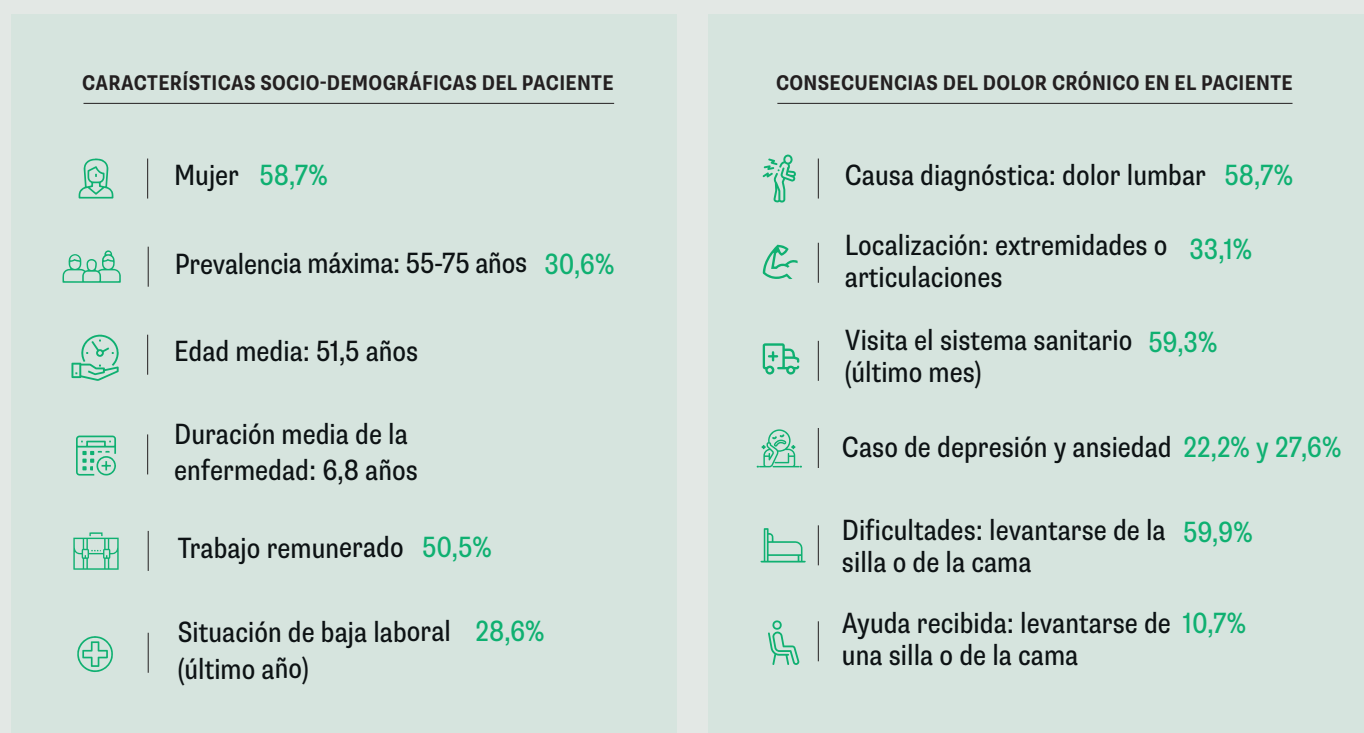 CARACTERÍSTICAS SOCIO-DEMOGRÁFICAS DEL PACIENTE
Mujer 58,7%
Prevalencia máxima: 55-75 años 30,6%
Edad media: 51,5 años
Duración media de la
enfermedad: 6,8 años
Trabajo remunerado 50,5%
Situación de baja laboral 28,6%
(último año)
CONSECUENCIAS DEL DOLOR CRÓNICO EN EL PACIENTE
Causa diagnóstica: dolor lumbar 58,7%
Localización: extremidades o 33,1%
articulaciones
Visita el sistema sanitario 59,3%
(último mes)
Caso de depresión y ansiedad 22,2% y 27,6%
Dificultades: levantarse de la 59,9%
silla o de la cama
Ayuda recibida: levantarse de 10,7%
una silla o de la cama